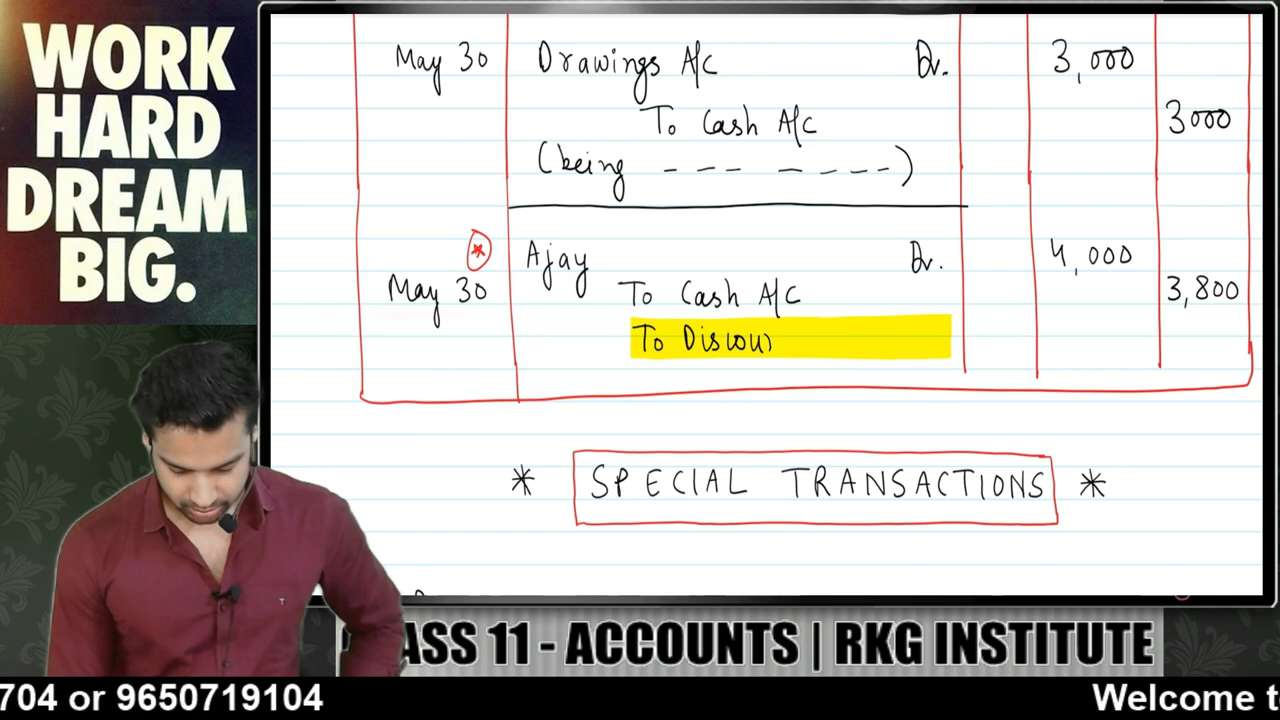 WORK
HARD
DREAM
BIG.
May 30 Drawings A/c Dr. 3,000
To Cash A/c 3000
(being --- -----)
* Ajay Dr. 4,000
May 30 To Cash A/c 3,800
To Discou
* SPECIAL TRANSACTIONS *
ASS 11 - ACCOUNTS | RKG INSTITUTE
704 or 9650719104 Welcome t